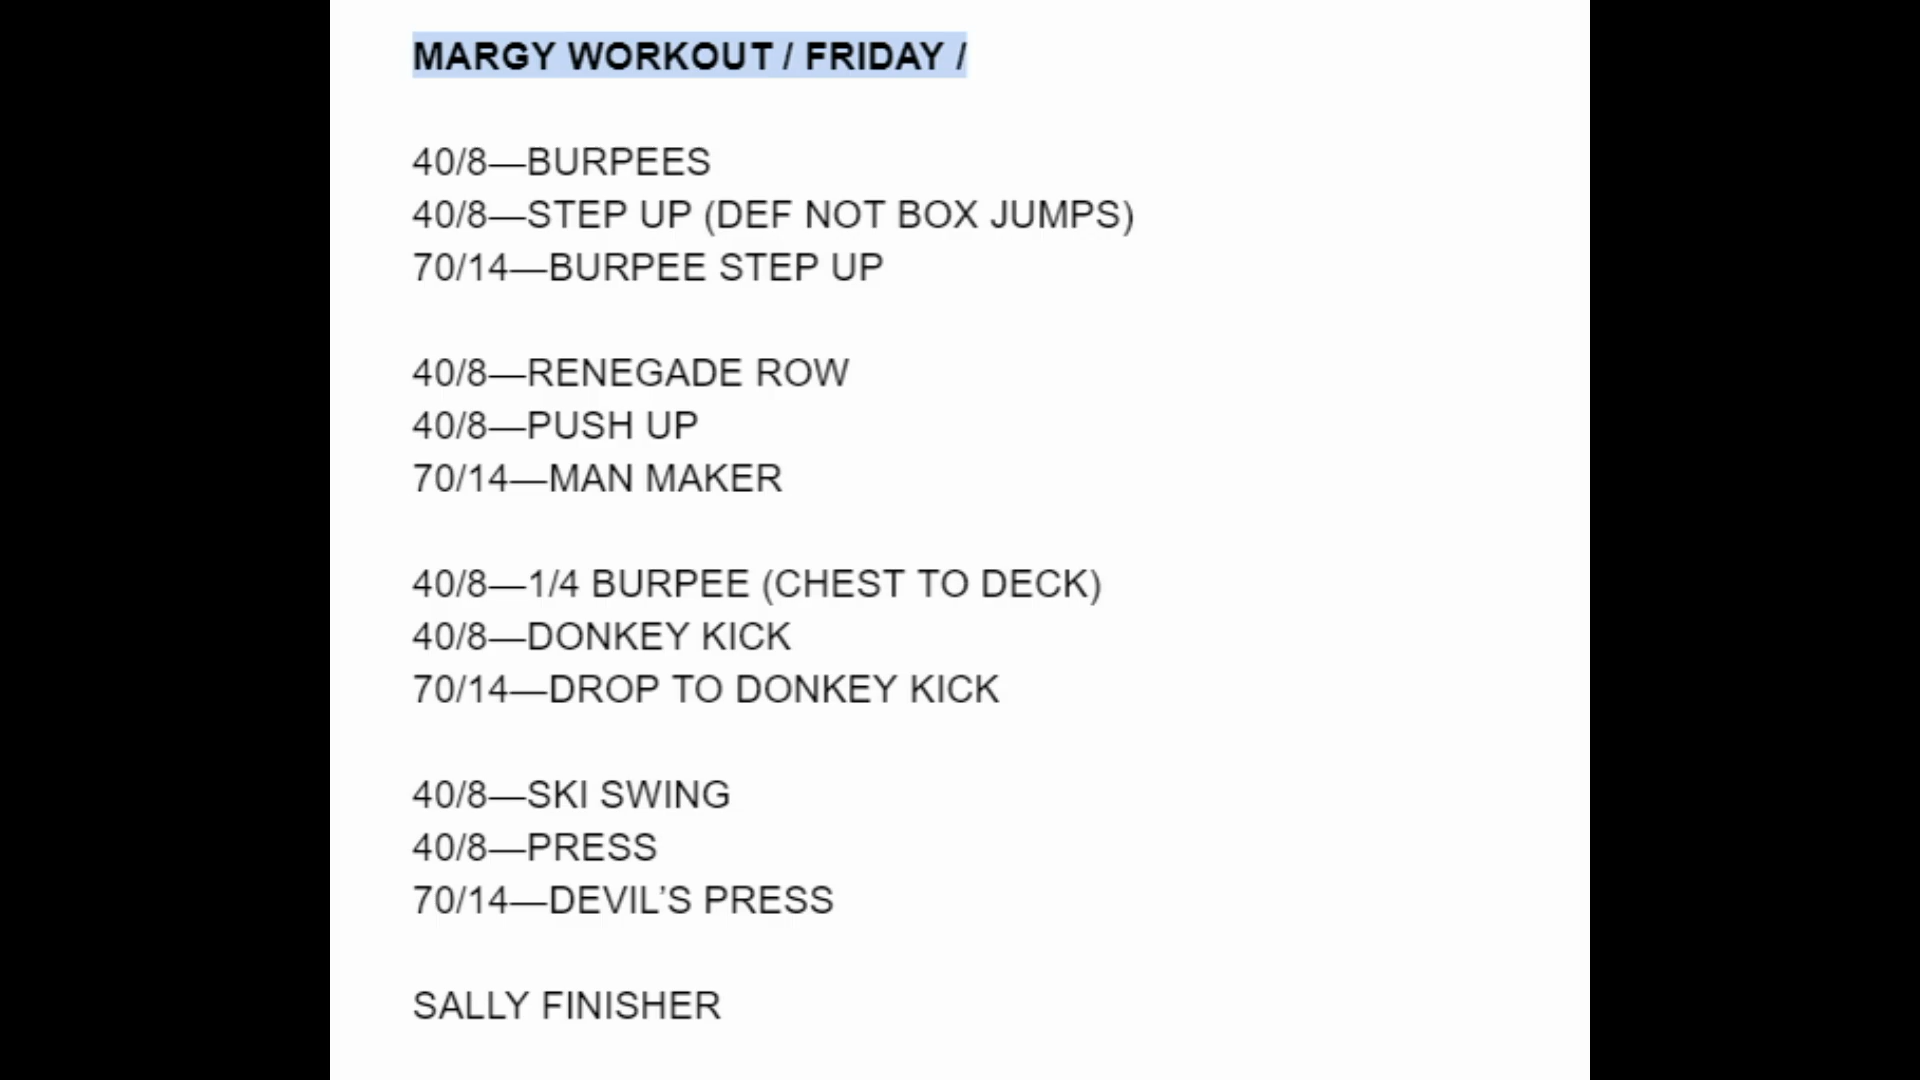 MARGY WORKOUT / FRIDAY /
40/8—BURPEES
40/8—STEP UP (DEF NOT BOX JUMPS)
70/14—BURPEE STEP UP
40/8—RENEGADE ROW
40/8—PUSH UP
70/14—MAN MAKER
40/8—1/4 BURPEE (CHEST TO DECK)
40/8—DONKEY KICK
70/14—DROP TO DONKEY KICK
40/8—SKI SWING
40/8—PRESS
70/14—DEVIL’S PRESS
SALLY FINISHER